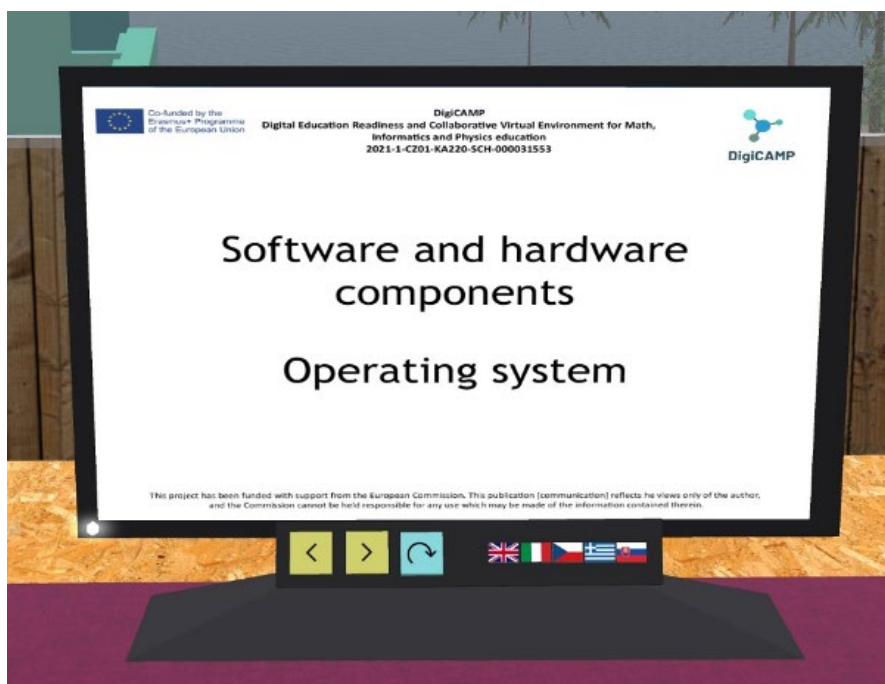 Co-funded by the
Erasmus+ Programme
of the European Union
DigiCAMP
Digital Education Readiness and Collaborative Virtual Environment for Math,
Informatics and Physics education
2021-1-CZ01-KA220-SCH-000031553
DigiCAMP
Software and hardware
components
Operating system
This project has been funded with support from the European Commission. This publication [communication] reflects he views only of the author,
and the Commission cannot be held responsible for any use which may be made of the information contained therein.